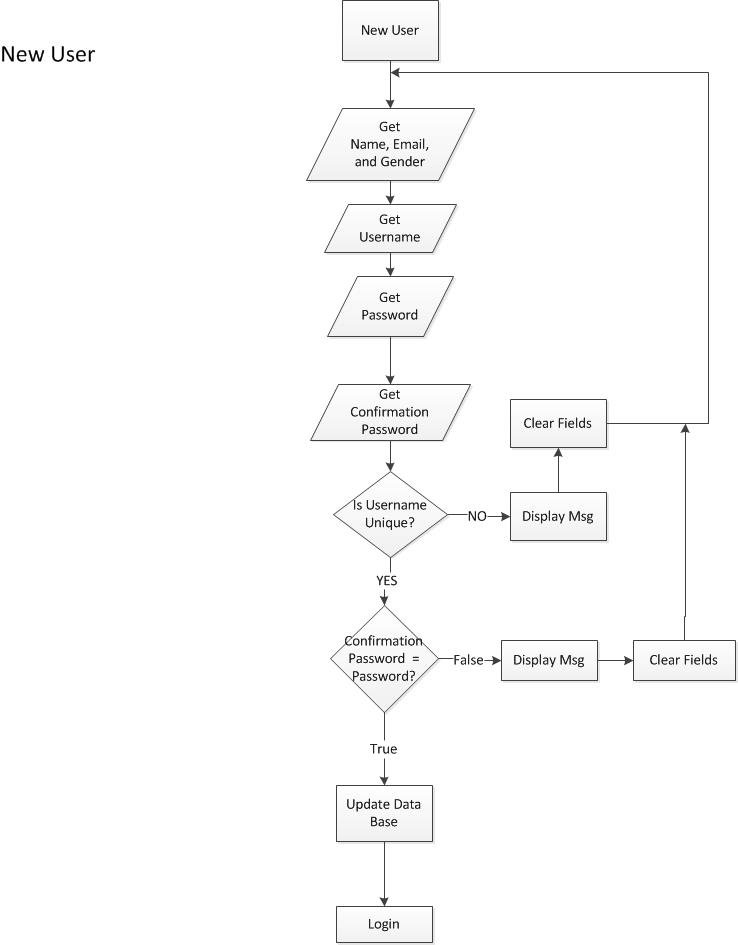 New User
New User
Get
Name, Email,
and Gender
Get
Username
Get
Password
Get
Confirmation
Password
Clear Fields
Is Username
Unique?
NO
Display Msg
YES
Confirmation
Password =
Password?
False
Display Msg
Clear Fields
True
Update Data
Base
Login